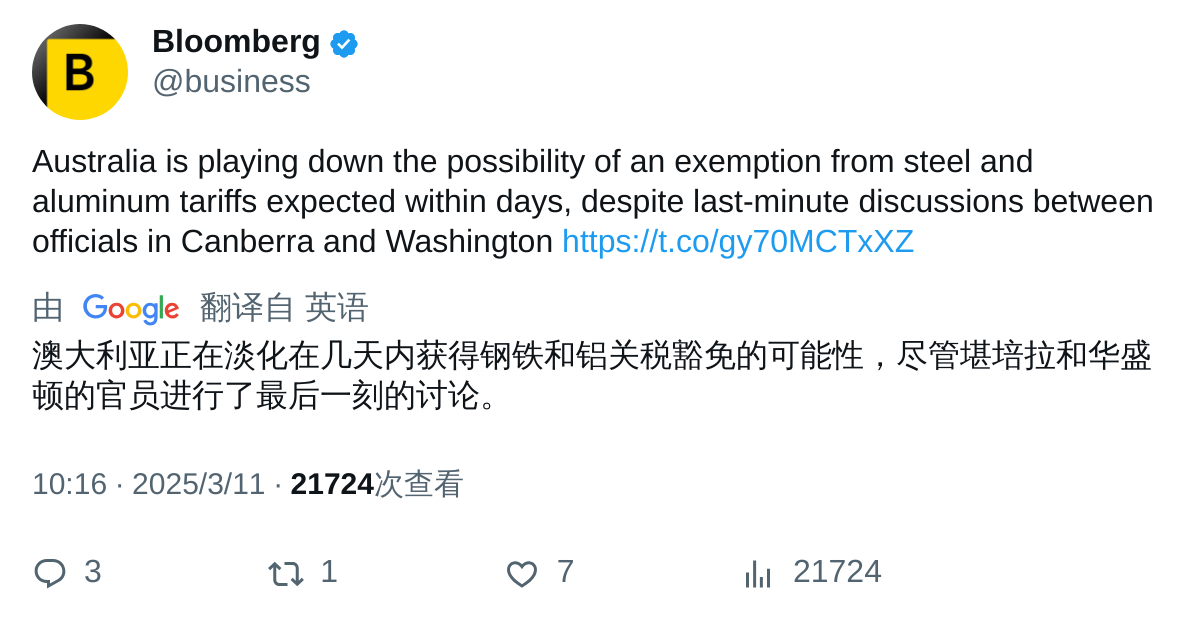 B
Bloomberg
@business
Australia is playing down the possibility of an exemption from steel and
aluminum tariffs expected within days, despite last-minute discussions between
officials in Canberra and Washington https://t.co/gy70MCTxXZ
由 Google 翻译自 英语
澳大利亚正在淡化在几天内获得钢铁和铝关税豁免的可能性，尽管堪培拉和华盛
顿的官员进行了最后一刻的讨论。
10:16 · 2025/3/11 · 21724次查看
3 1 7 21724